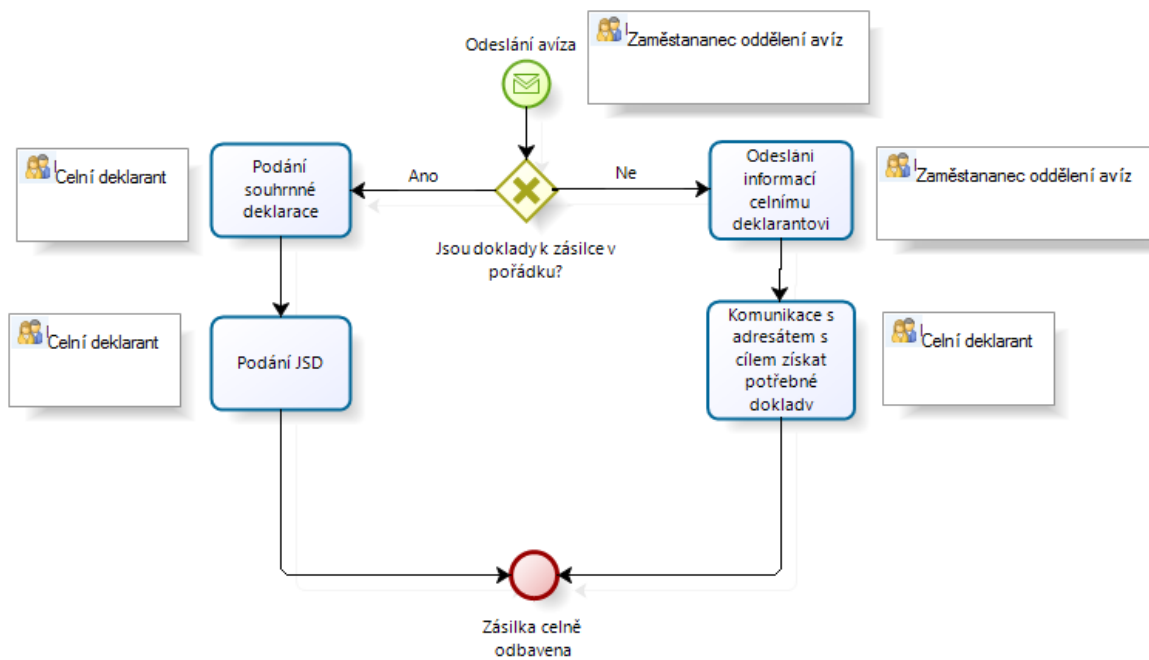 Odeslání avíza
Zaměstananec oddělení avíz
Celní deklarant
Podání
souhrnné
deklarace
Ano
Ne
Odeslání
informací
celnímu
deklarantovi
Zaměstananec oddělení avíz
Jsou doklady k zásilce v
pořádku?
Celní deklarant
Podání JSD
Komunikace s
adresátem s
cílem získat
potřebné
doklady
Celní deklarant
Zásilka celně
odbavena